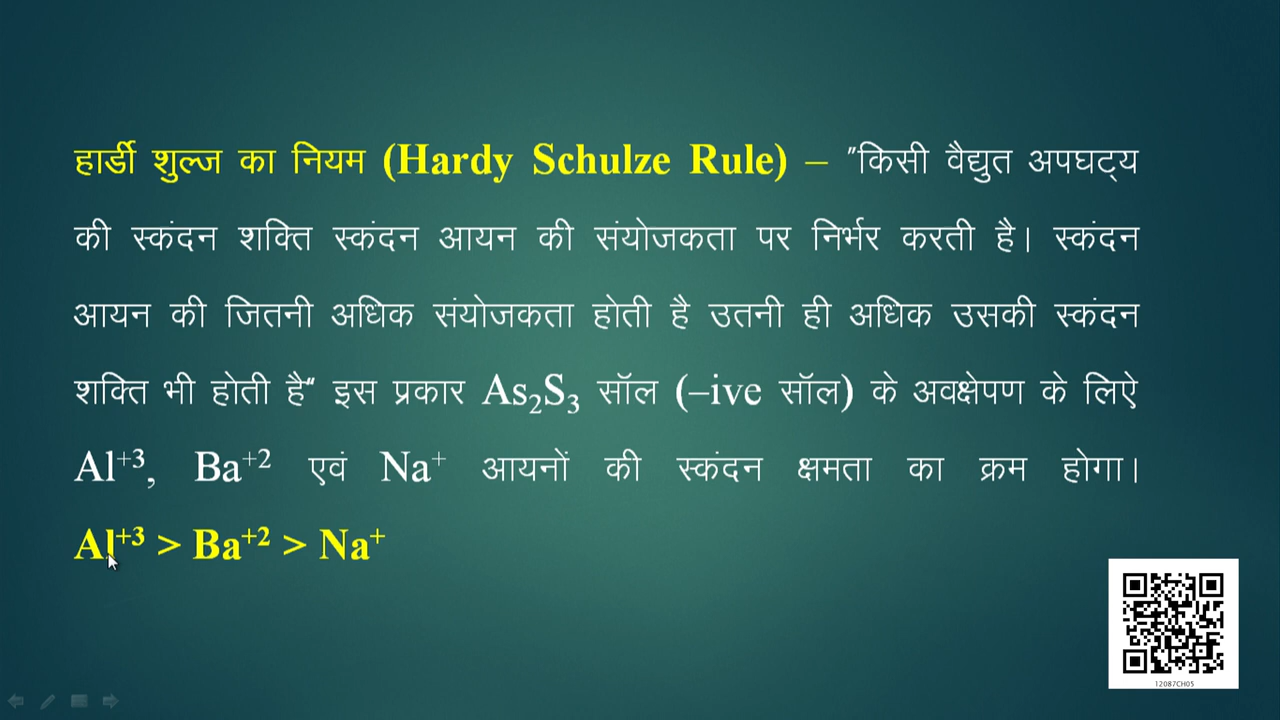 हार्डी शुल्ज का नियम (Hardy Schulze Rule) – "किसी वैद्युत अपघट्य
की स्कंदन शक्ति स्कंदन आयन की संयोजकता पर निर्भर करती है। स्कंदन
आयन की जितनी अधिक संयोजकता होती है उतनी ही अधिक उसकी स्कंदन
शक्ति भी होती है" इस प्रकार As₂S₃ सॉल (–ive सॉल) के अवक्षेपण के लिऐ
Al⁺³, Ba⁺² एवं Na⁺ आयनों की स्कंदन क्षमता का क्रम होगा।
Al⁺³ > Ba⁺² > Na⁺
12087CH05